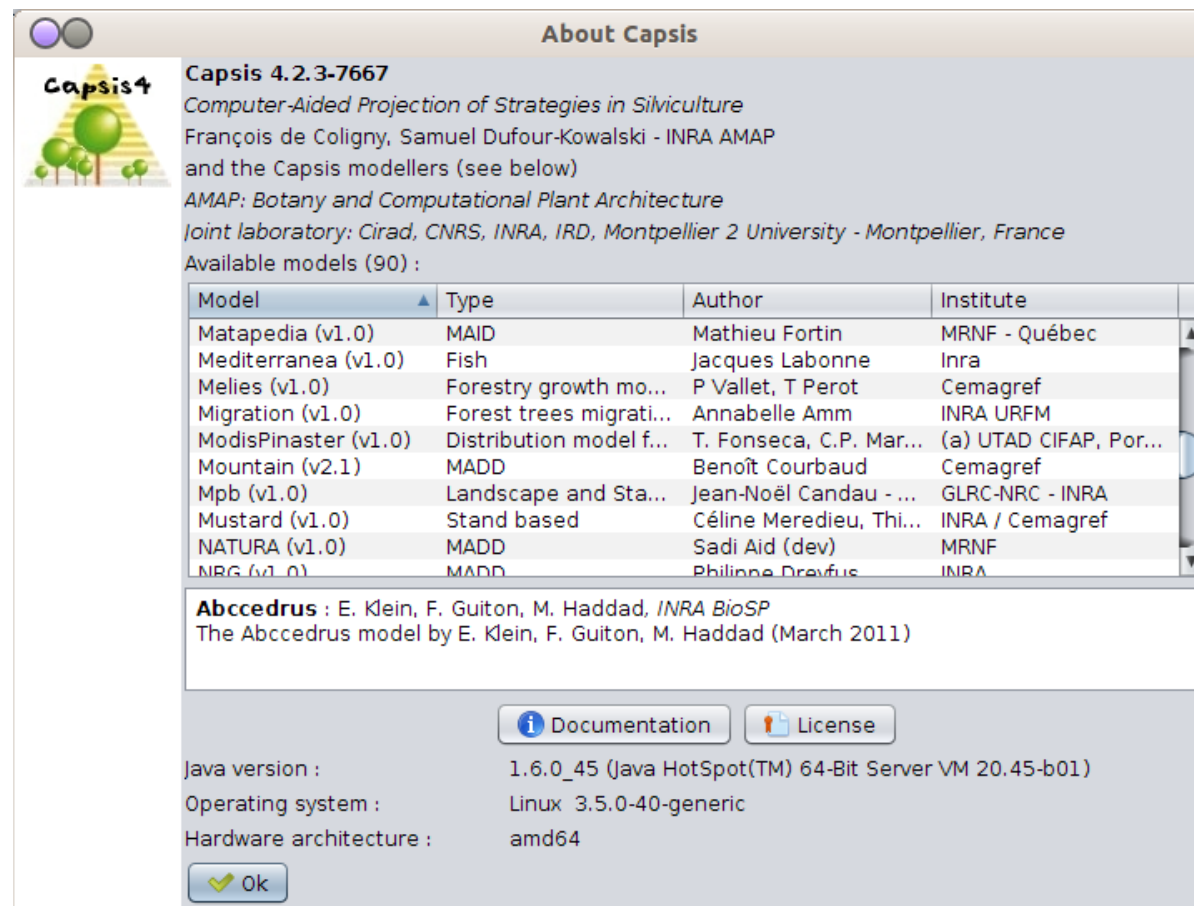 About Capsis
Capsis4
Capsis 4.2.3-7667
Computer-Aided Projection of Strategies in Silviculture
François de Coligny, Samuel Dufour-Kowalski - INRA AMAP
and the Capsis modellers (see below)
AMAP: Botany and Computational Plant Architecture
Joint laboratory: Cirad, CNRS, INRA, IRD, Montpellier 2 University - Montpellier, France
Available models (90) :
Model Type Author Institute
Matapedia (v1.0) MAID Mathieu Fortin MRNF - Québec
Mediterranea (v1.0) Fish Jacques Labonne Inra
Melies (v1.0) Forestry growth mo... P Vallet, T Perot Cemagref
Migration (v1.0) Forest trees migrati... Annabelle Amm INRA URFM
ModisPinaster (v1.0) Distribution model f... T. Fonseca, C.P. Mar... (a) UTAD CIFAP, Por...
Mountain (v2.1) MADD Benoît Courbaud Cemagref
Mpb (v1.0) Landscape and Sta... Jean-Noël Candau - ... GLRC-NRC - INRA
Mustard (v1.0) Stand based Céline Meredieu, Thi... INRA / Cemagref
NATURA (v1.0) MADD Sadi Aid (dev) MRNF
NRG (v1.0) MADD Philippe Dreyfus INRA
Abccedrus : E. Klein, F. Guiton, M. Haddad, INRA BioSP
The Abccedrus model by E. Klein, F. Guiton, M. Haddad (March 2011)
Documentation License
Java version : 1.6.0_45 (Java HotSpot(TM) 64-Bit Server VM 20.45-b01)
Operating system : Linux 3.5.0-40-generic
Hardware architecture : amd64
Ok